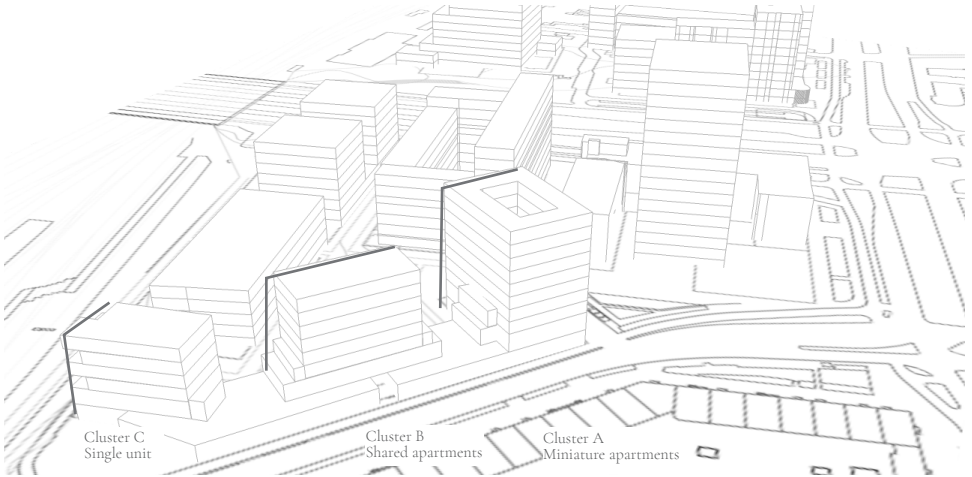 Cluster C
Single unit
Cluster B
Shared apartments
Cluster A
Miniature apartments